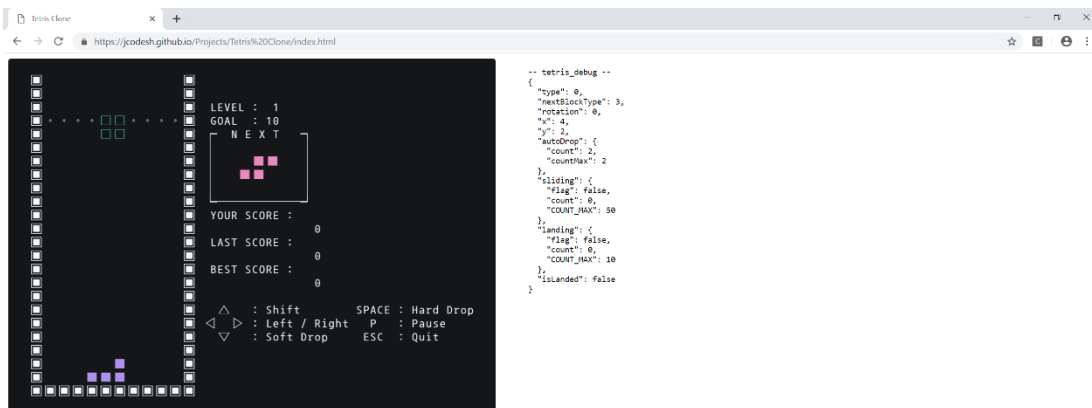 Tetris Clone
https://jcodesh.github.io/Projects/Tetris%20Clone/index.html
LEVEL : 1
GOAL : 10
N E X T
YOUR SCORE :
0
LAST SCORE :
0
BEST SCORE :
0
△ : Shift SPACE : Hard Drop
◁ ▷ : Left / Right P : Pause
▽ : Soft Drop ESC : Quit
-- tetris_debug --
{
"type": 0,
"nextBlockType": 3,
"rotation": 0,
"x": 4,
"y": 2,
"autoDrop": {
"count": 2,
"countMax": 2
},
"sliding": {
"flag": false,
"count": 0,
"COUNT_MAX": 50
},
"landing": {
"flag": false,
"count": 0,
"COUNT_MAX": 10
},
"isLanded": false
}